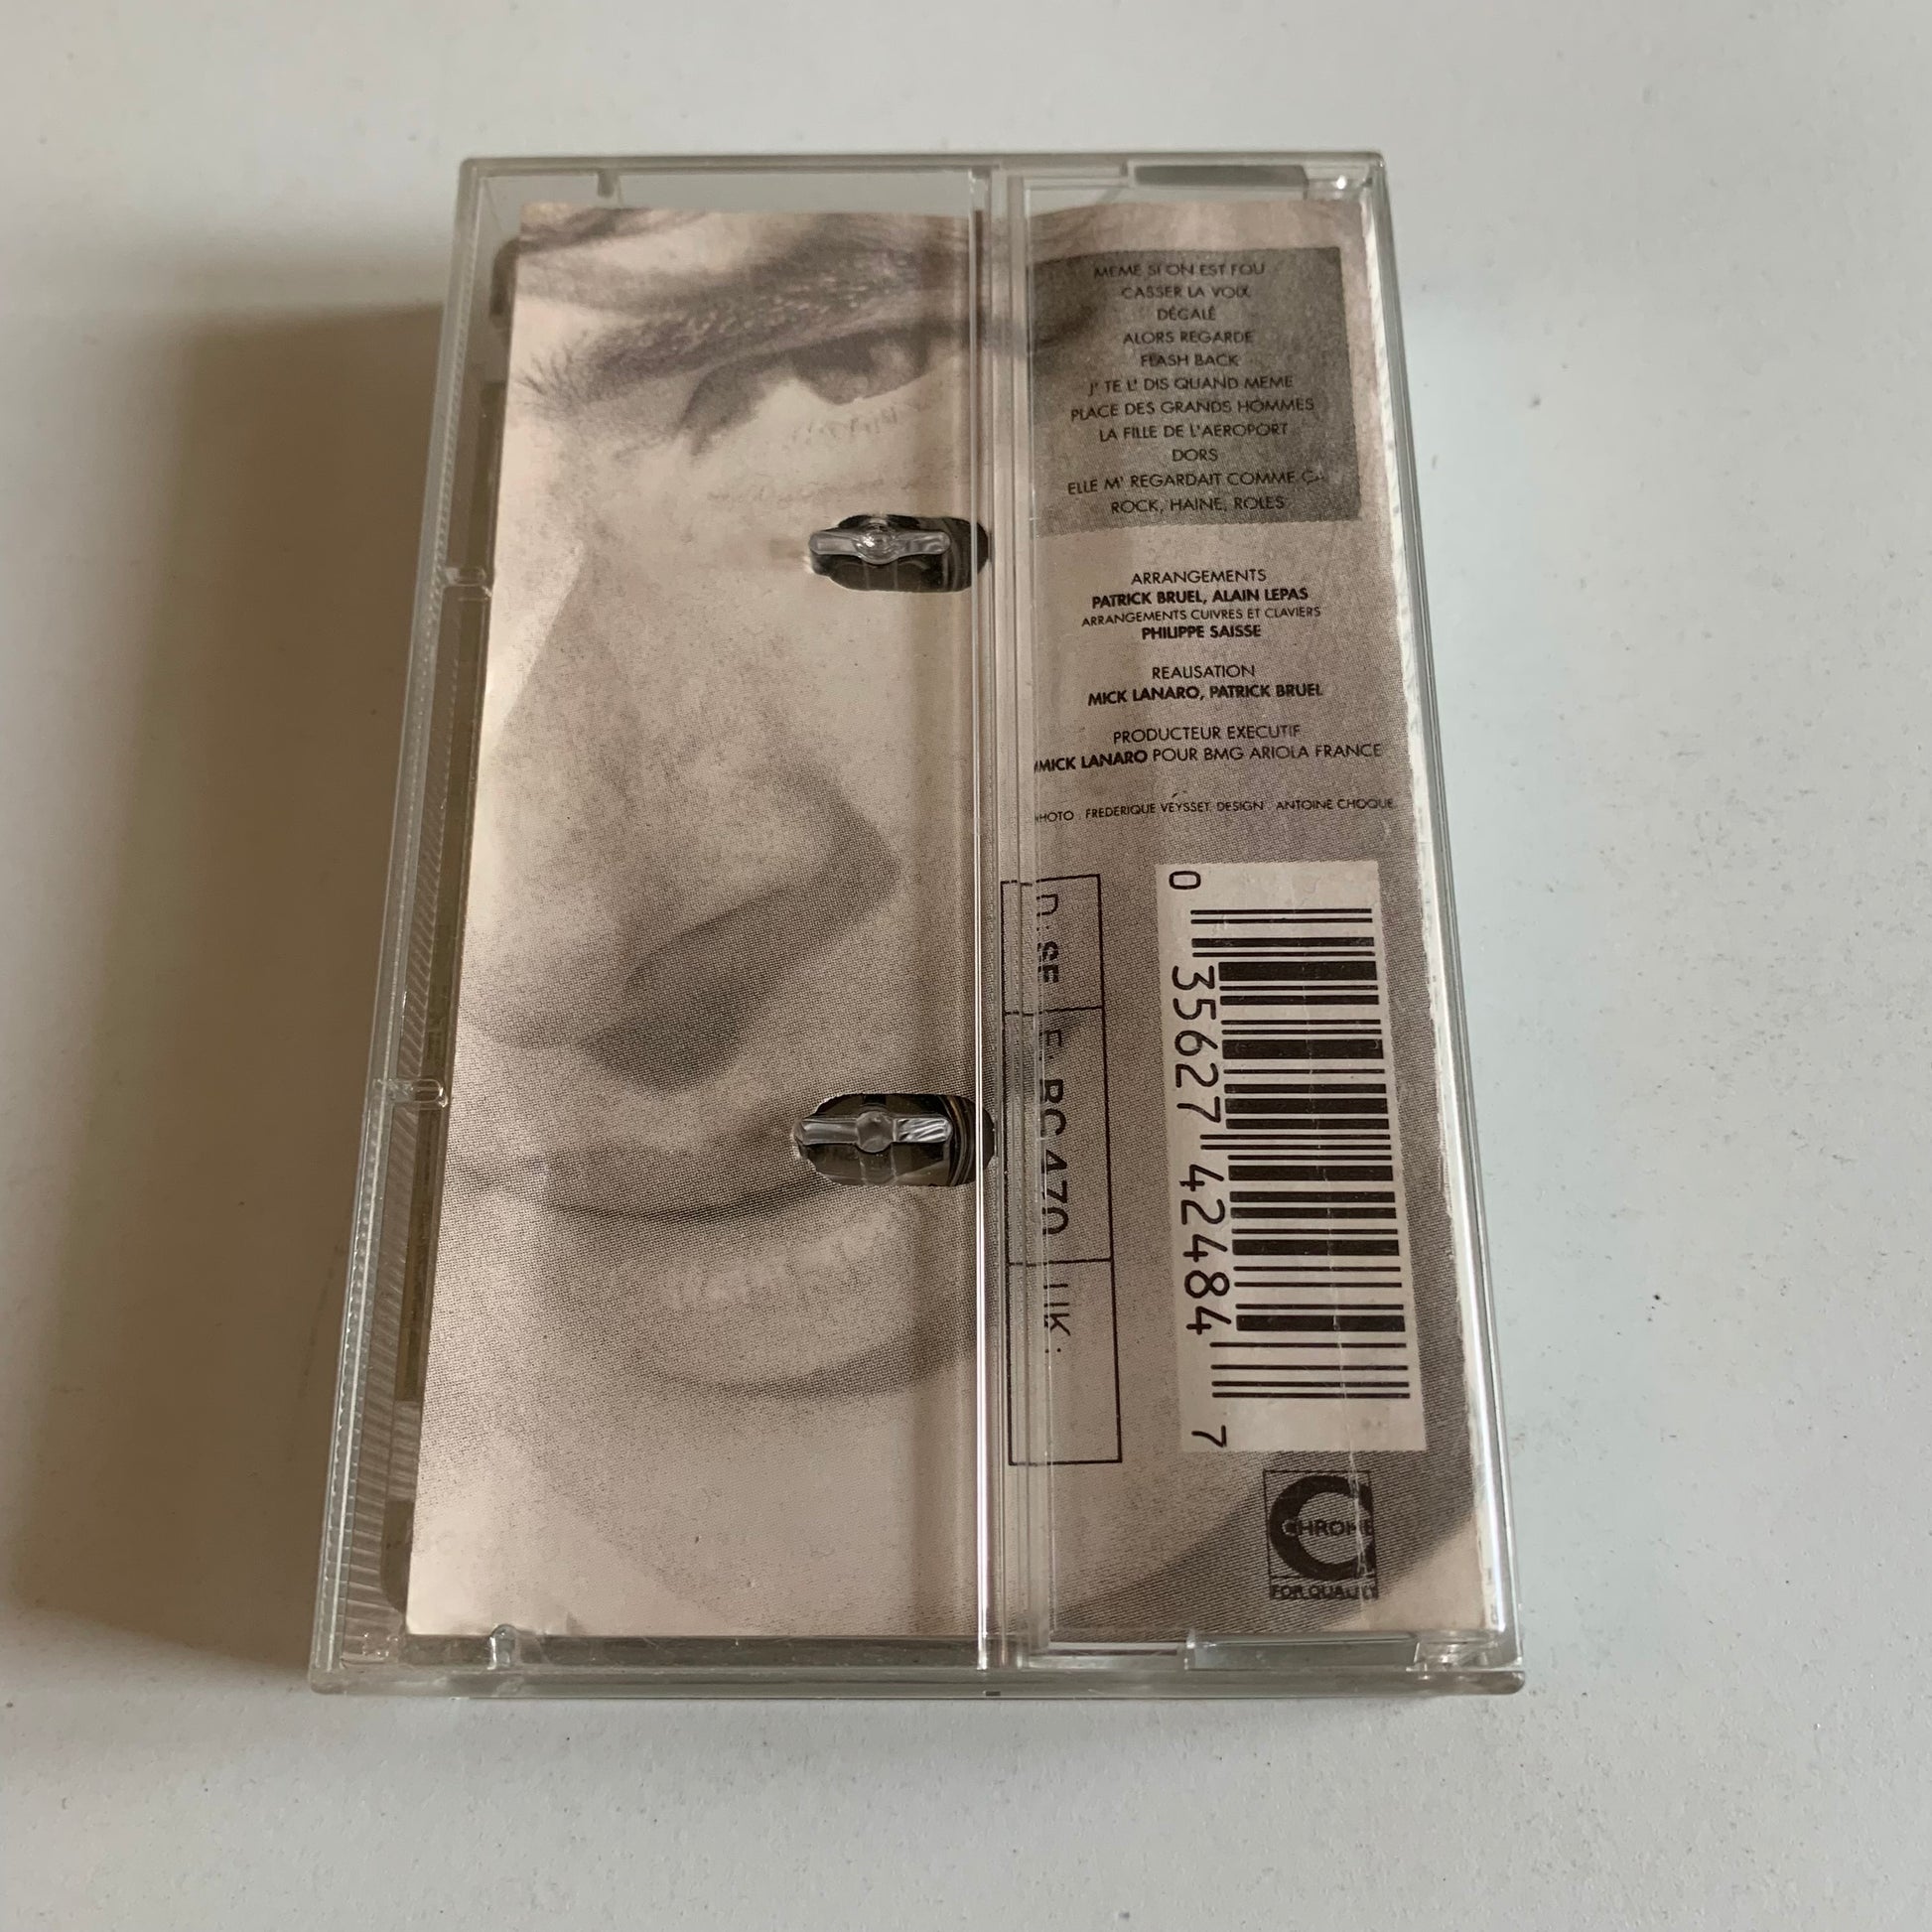 MEME SI ON EST FOU
CASSER LA VOIX
DÉCALÉ
ALORS REGARDE
FLASH BACK
J' TE L' DIS QUAND MEME
PLACE DES GRANDS HOMMES
LA FILLE DE L'AEROPORT
DORS
ELLE M' REGARDAIT COMME ÇA
ROCK, HAINE, ROLES
ARRANGEMENTS
PATRICK BRUEL, ALAIN LEPAS
ARRANGEMENTS CUIVRES ET CLAVIERS
PHILIPPE SAISSE
REALISATION
MICK LANARO, PATRICK BRUEL
PRODUCTEUR EXECUTIF
MICK LANARO POUR BMG ARIOLA FRANCE
PHOTO FREDERIQUE VEYSSET. DESIGN ANTOINE CHOQUE.
UK:
0 35627 42484 7
CHROME
FOR QUALITY